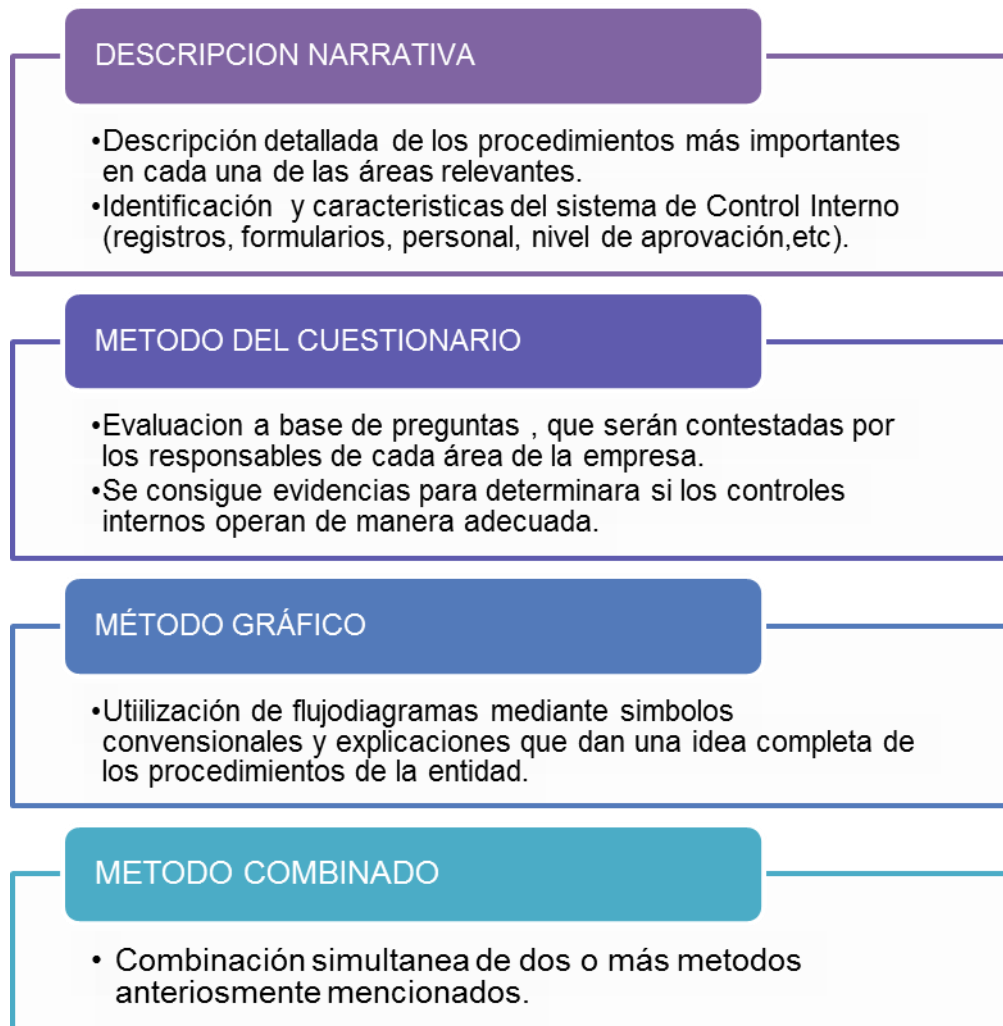 DESCRIPCION NARRATIVA
•Descripción detallada de los procedimientos más importantes
en cada una de las áreas relevantes.
•Identificación y caracteristicas del sistema de Control Interno
(registros, formularios, personal, nivel de aprovación,etc).
METODO DEL CUESTIONARIO
•Evaluacion a base de preguntas , que serán contestadas por
los responsables de cada área de la empresa.
•Se consigue evidencias para determinara si los controles
internos operan de manera adecuada.
MÉTODO GRÁFICO
•Utiilización de flujodiagramas mediante simbolos
convensionales y explicaciones que dan una idea completa de
los procedimientos de la entidad.
METODO COMBINADO
• Combinación simultanea de dos o más metodos
anteriosmente mencionados.